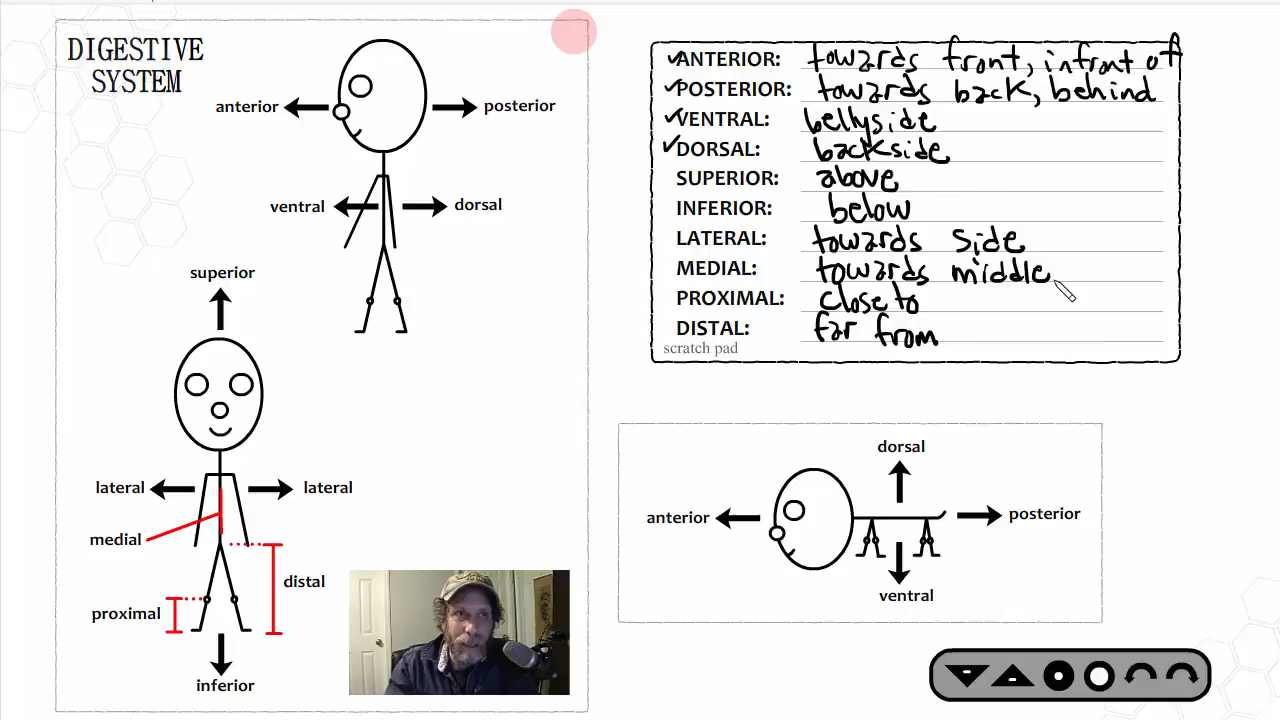 DIGESTIVE
SYSTEM
anterior
posterior
ventral
dorsal
superior
lateral
lateral
medial
distal
proximal
inferior
✓ANTERIOR: towards front, infront of
✓POSTERIOR: towards back, behind
✓VENTRAL: bellyside
✓DORSAL: backside
SUPERIOR: above
INFERIOR: below
LATERAL: towards side
MEDIAL: towards middle
PROXIMAL: close to
DISTAL: far from
scratch pad
dorsal
anterior
posterior
ventral